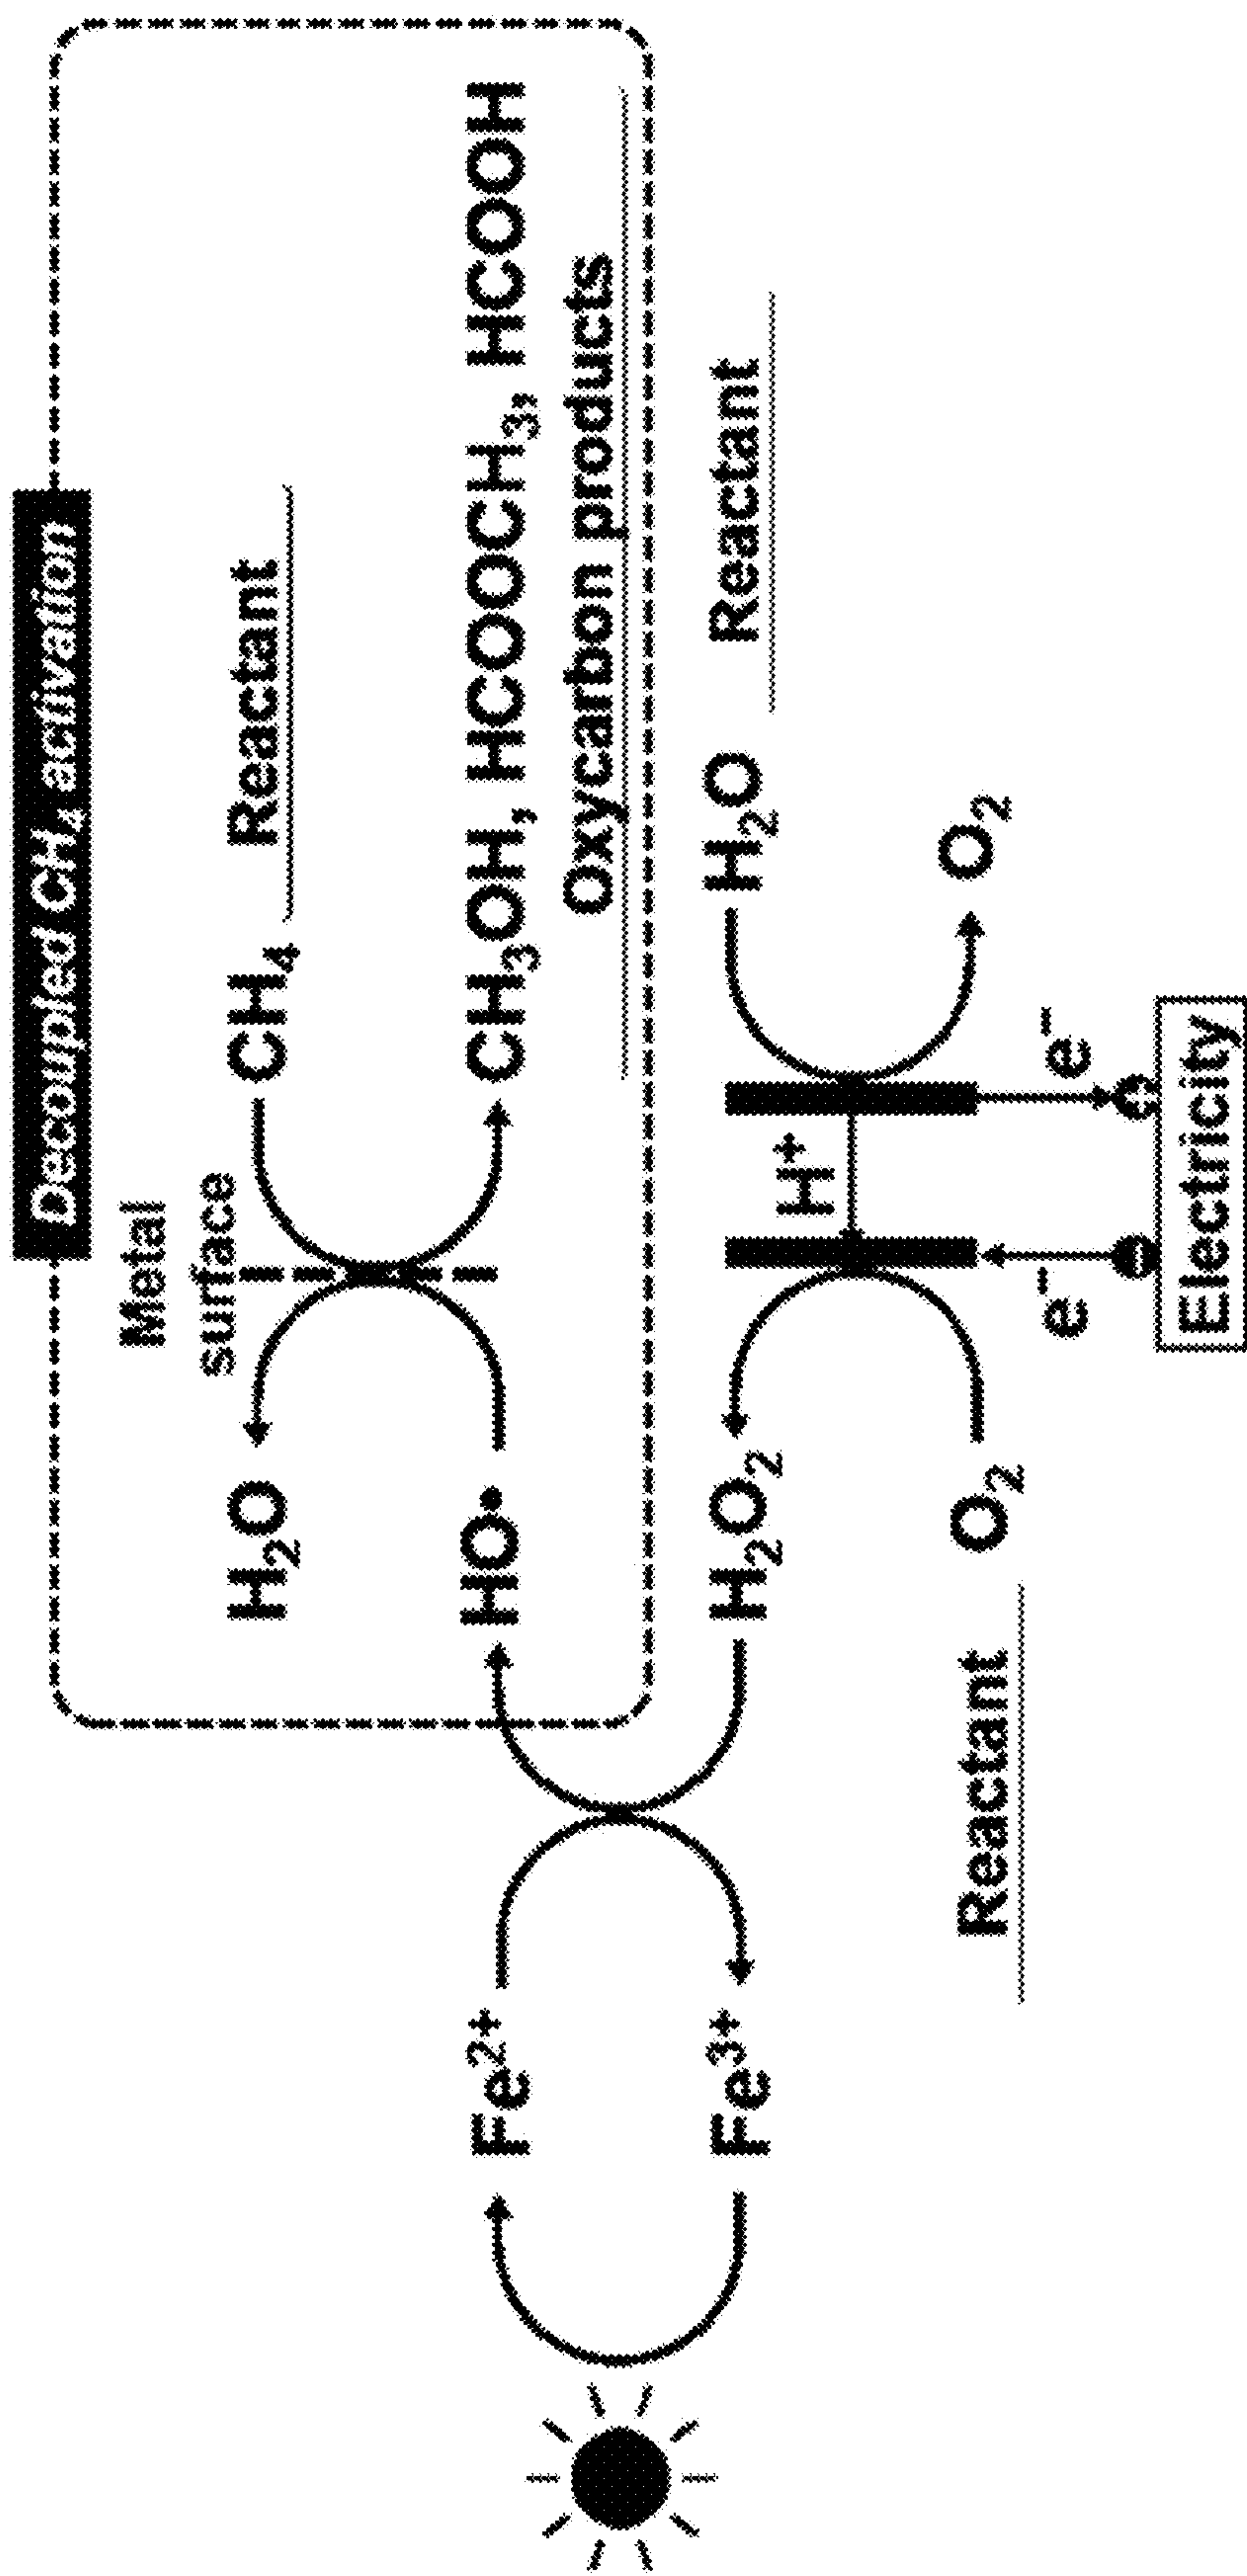 Decoupled CH₄ activation
Metal
surface
H₂O
CH₄ Reactant
Fe²⁺
HO•
CH₃OH, HCOOCH₃, HCOOH
Oxycarbon products
Fe³⁺
H₂O₂
H⁺
H₂O Reactant
Reactant O₂
O₂
e⁻
e⁻
Electricity